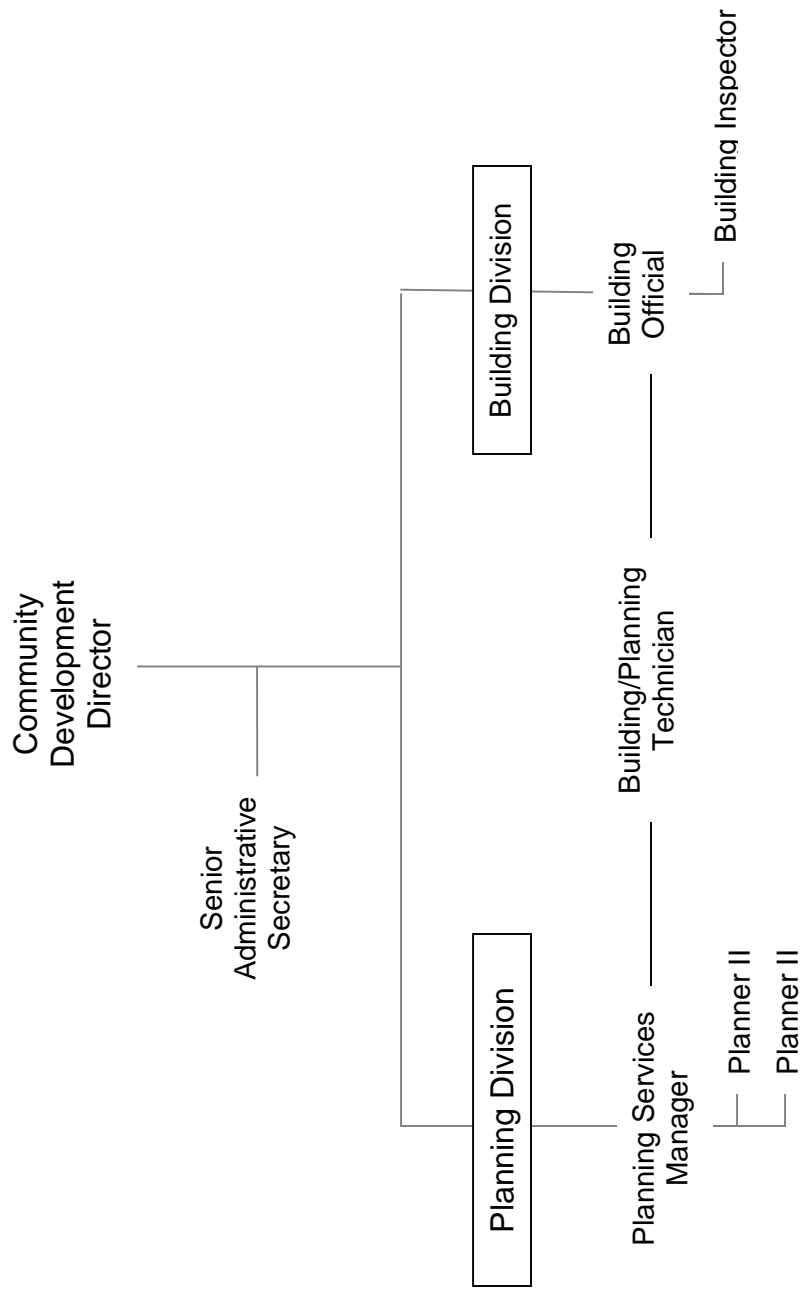 Community
Development
Director
Senior
Administrative
Secretary
Planning Division
Building Division
Planning Services
Manager
Building/Planning
Technician
Building
Official
Planner II
Planner II
Building Inspector